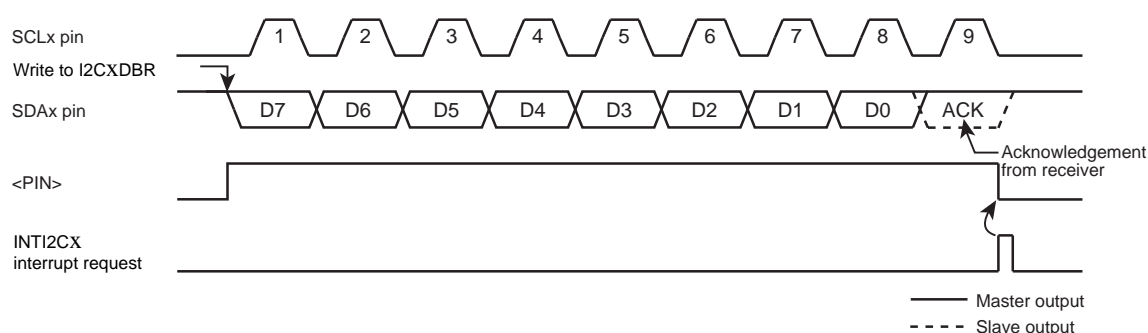 SCLx pin
1 2 3 4 5 6 7 8 9
Write to I2CXDBR
SDAx pin
D7 D6 D5 D4 D3 D2 D1 D0 ACK
Acknowledgement
from receiver
<PIN>
INTI2CX
interrupt request
Master output
Slave output